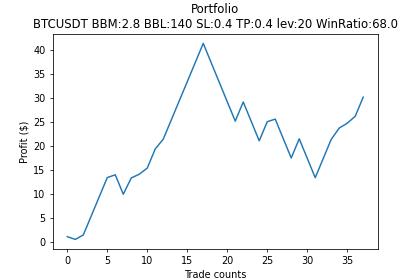 Portfolio
BTCUSDT BBM:2.8 BBL:140 SL:0.4 TP:0.4 lev:20 WinRatio:68.0
Profit ($)
40
35
30
25
20
15
10
5
0
0 5 10 15 20 25 30 35
Trade counts